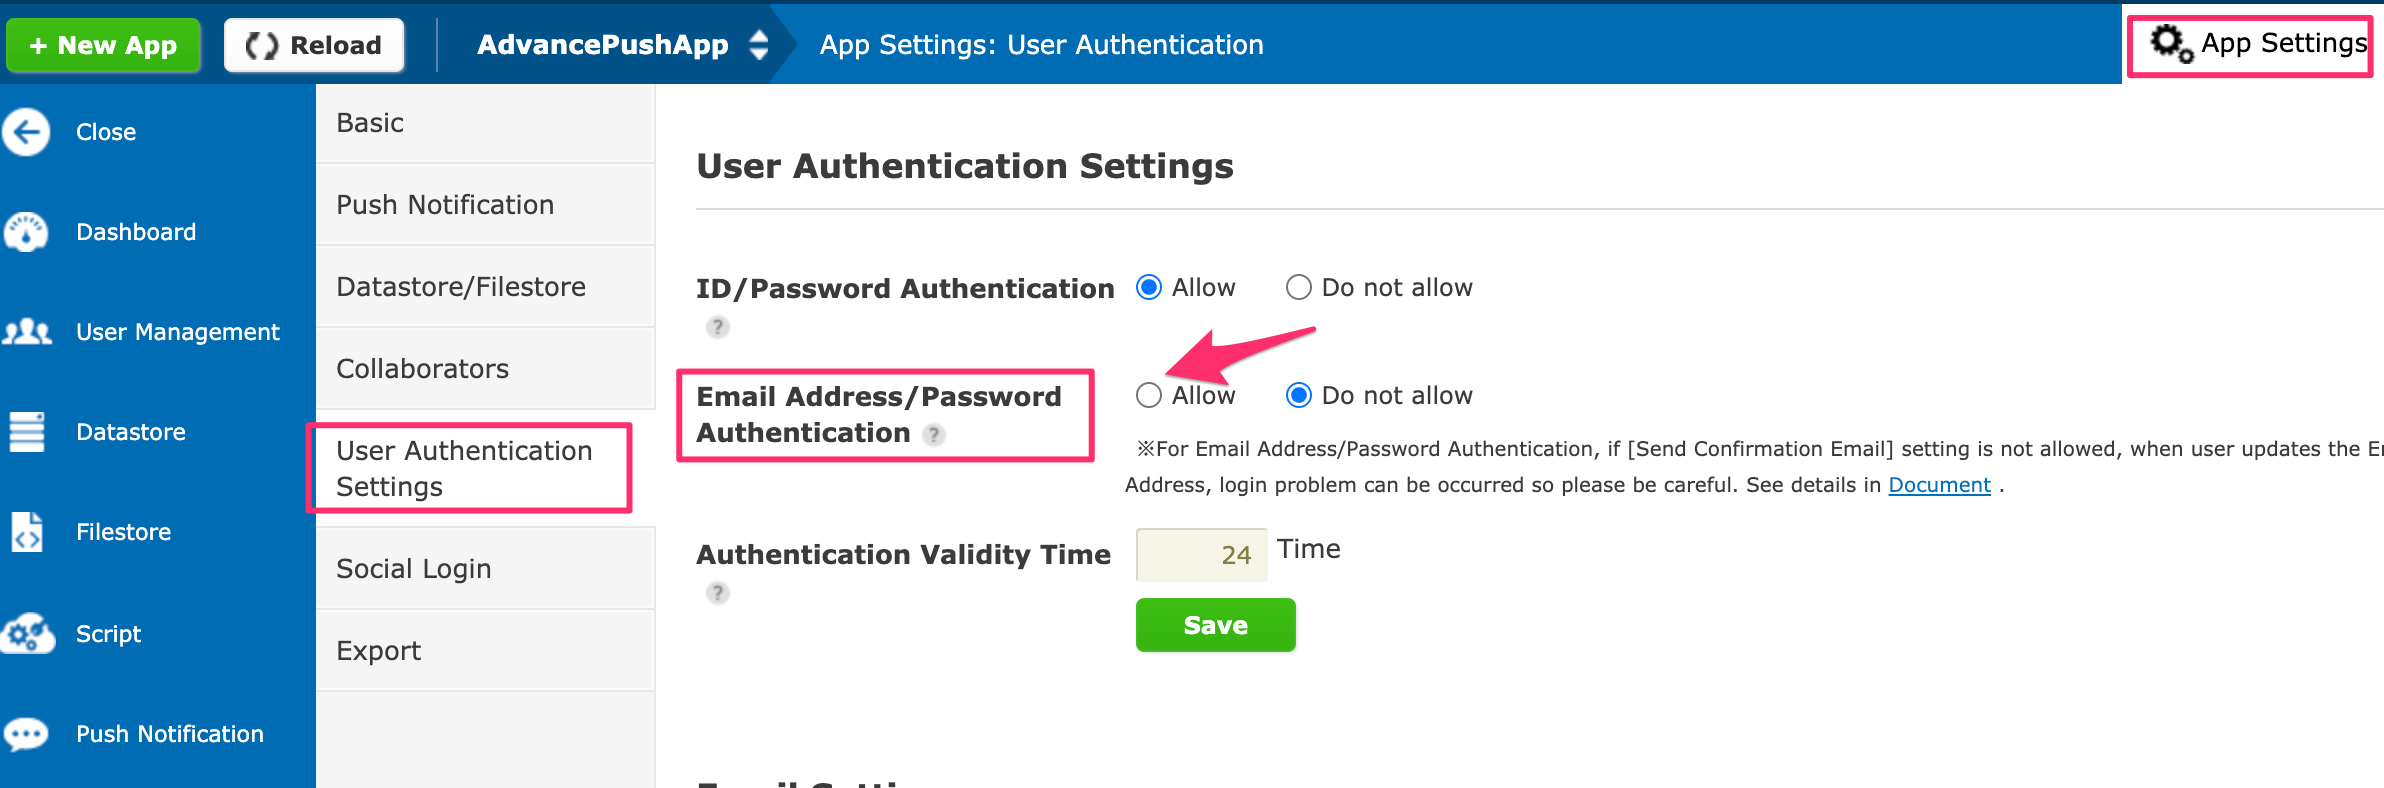 + New App
Reload
AdvancePushApp
App Settings: User Authentication
App Settings
Close
Dashboard
User Management
Datastore
Filestore
Script
Push Notification
Basic
Push Notification
Datastore/Filestore
Collaborators
User Authentication
Settings
Social Login
Export
User Authentication Settings
ID/Password Authentication
?
Allow
Do not allow
Email Address/Password
Authentication ?
Allow
Do not allow
※For Email Address/Password Authentication, if [Send Confirmation Email] setting is not allowed, when user updates the
Address, login problem can be occurred so please be careful. See details in Document .
Authentication Validity Time
?
24 Time
Save